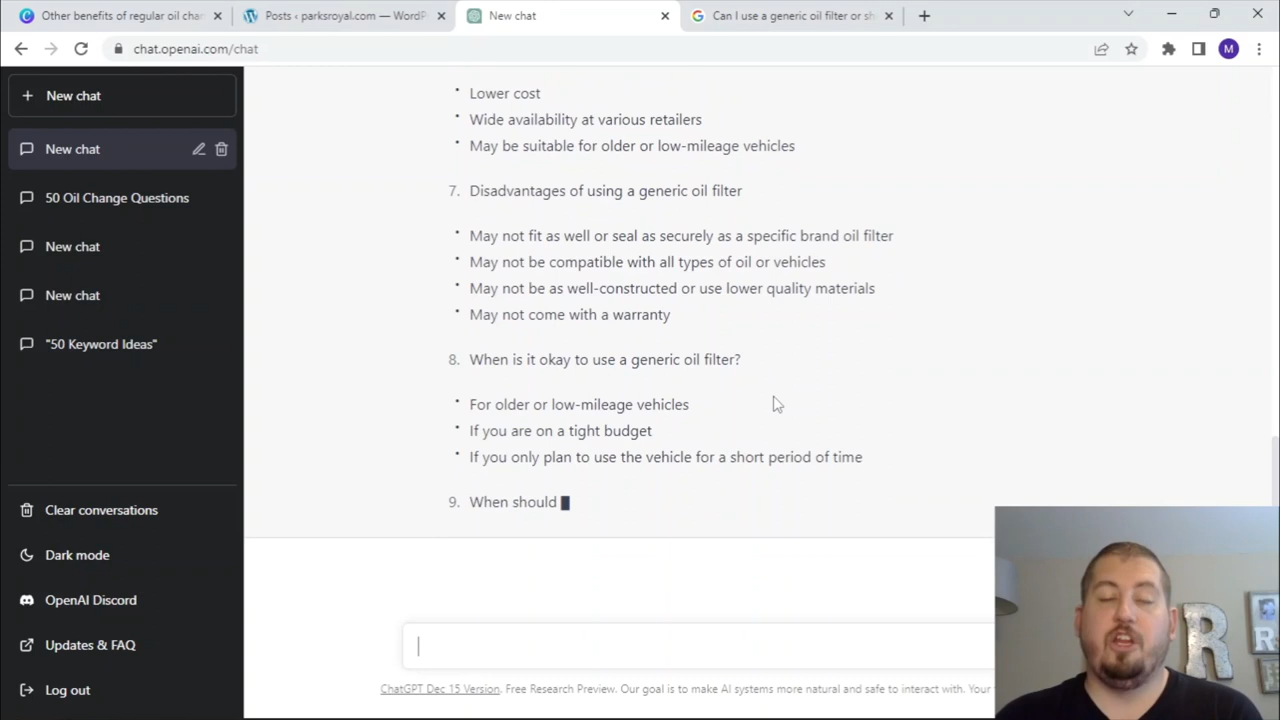 Other benefits of regular oil chan
Posts ‹ parksroyal.com — WordP
New chat
Can I use a generic oil filter or sh
chat.openai.com/chat
M
New chat
New chat
50 Oil Change Questions
New chat
New chat
"50 Keyword Ideas"
Clear conversations
Dark mode
OpenAI Discord
Updates & FAQ
Log out
• Lower cost
• Wide availability at various retailers
• May be suitable for older or low-mileage vehicles
7. Disadvantages of using a generic oil filter
• May not fit as well or seal as securely as a specific brand oil filter
• May not be compatible with all types of oil or vehicles
• May not be as well-constructed or use lower quality materials
• May not come with a warranty
8. When is it okay to use a generic oil filter?
• For older or low-mileage vehicles
• If you are on a tight budget
• If you only plan to use the vehicle for a short period of time
9. When should
ChatGPT Dec 15 Version. Free Research Preview. Our goal is to make AI systems more natural and safe to interact with. Your
R
R